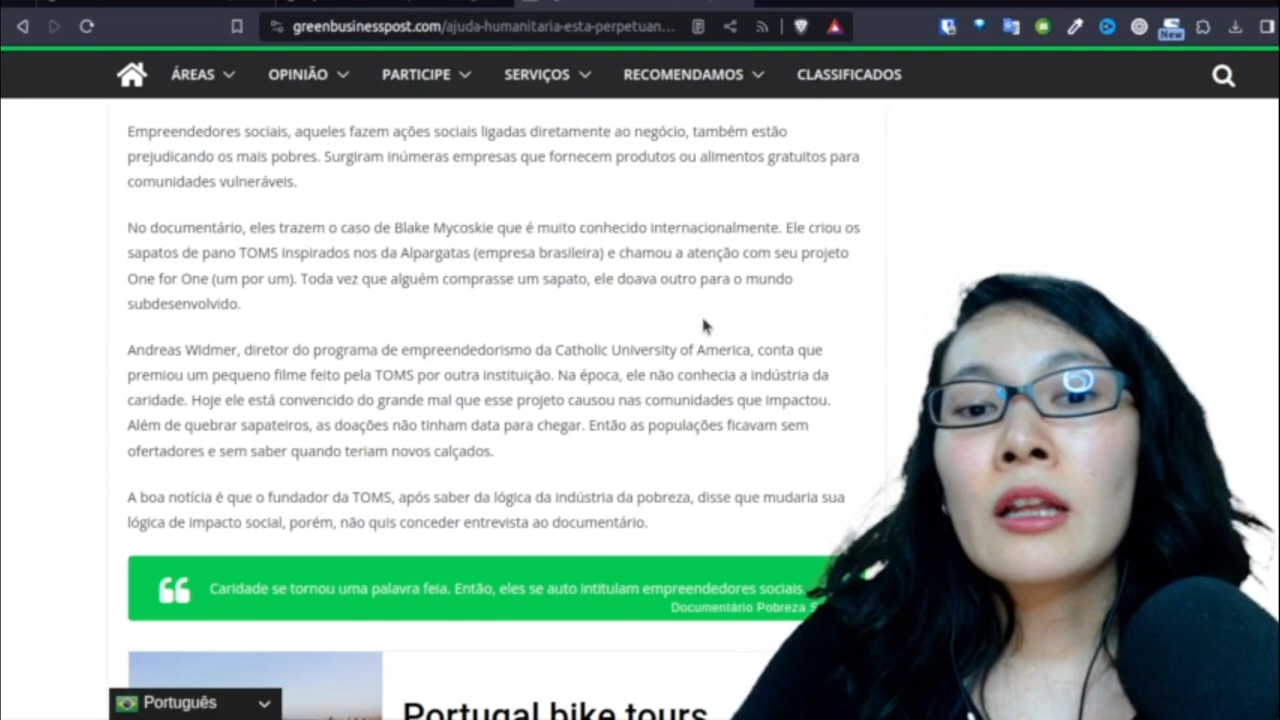 greenbusinesspost.com/ajuda-humanitaria-esta-perpetuan...
New
ÁREAS
OPINIÃO
PARTICIPE
SERVIÇOS
RECOMENDAMOS
CLASSIFICADOS
Empreendedores sociais, aqueles fazem ações sociais ligadas diretamente ao negócio, também estão
prejudicando os mais pobres. Surgiram inúmeras empresas que fornecem produtos ou alimentos gratuitos para
comunidades vulneráveis.
No documentário, eles trazem o caso de Blake Mycoskie que é muito conhecido internacionalmente. Ele criou os
sapatos de pano TOMS inspirados nos da Alpargatas (empresa brasileira) e chamou a atenção com seu projeto
One for One (um por um). Toda vez que alguém comprasse um sapato, ele doava outro para o mundo
subdesenvolvido.
Andreas Widmer, diretor do programa de empreendedorismo da Catholic University of America, conta que
premiou um pequeno filme feito pela TOMS por outra instituição. Na época, ele não conhecia a indústria da
caridade. Hoje ele está convencido do grande mal que esse projeto causou nas comunidades que impactou.
Além de quebrar sapateiros, as doações não tinham data para chegar. Então as populações ficavam sem
ofertadores e sem saber quando teriam novos calçados.
A boa notícia é que o fundador da TOMS, após saber da lógica da indústria da pobreza, disse que mudaria sua
lógica de impacto social, porém, não quis conceder entrevista ao documentário.
Caridade se tornou uma palavra feia. Então, eles se auto intitulam empreendedores sociais
Documentário Pobreza S
Português
Portugal bike tours